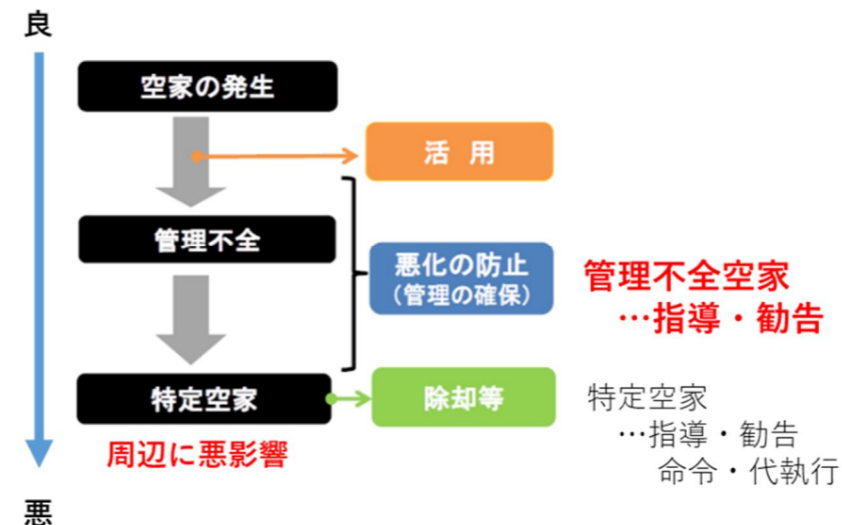 良
空家の発生
活 用
管理不全
悪化の防止
（管理の確保）
管理不全空家
…指導・勧告
特定空家
除却等
特定空家
…指導・勧告
命令・代執行
周辺に悪影響
悪